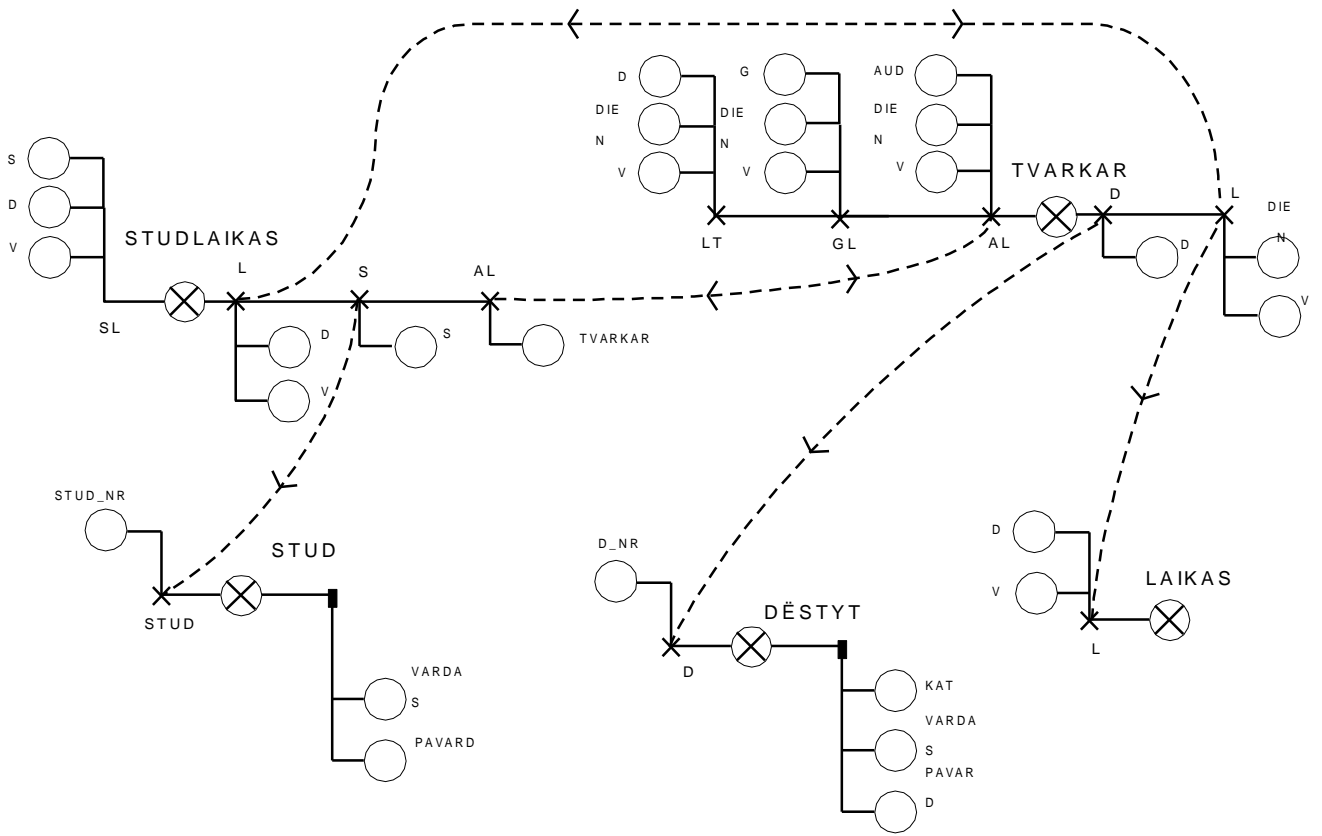 D
G
AUD
DIE
N
DIE
N
DIE
N
V
V
V
TVARKAR
S
D
V
STUDLAIKAS
SL
L
S
AL
LT
GL
AL
D
L
DIE
N
D
V
D
V
S
TVARKAR
STUD_NR
STUD
STUD
VARDA
S
PAVARD
D_NR
DËSTYT
D
KAT
VARDA
S
PAVAR
D
D
V
LAIKAS
L